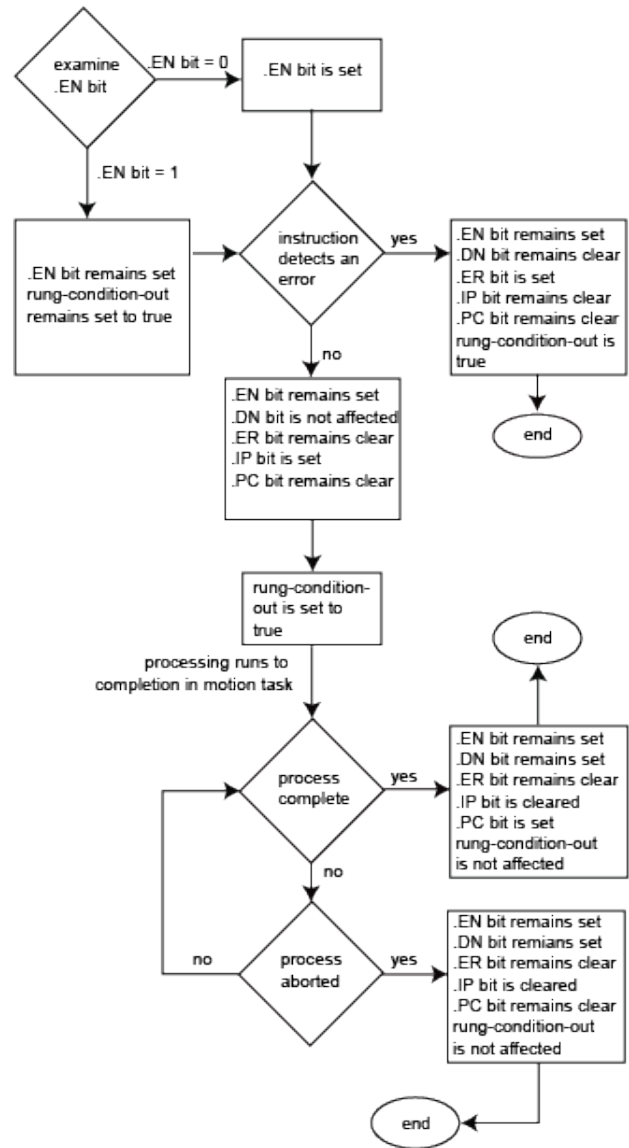 examine
.EN bit
.EN bit = 0
.EN bit is set
.EN bit = 1
.EN bit remains set
rung-condition-out
remains set to true
instruction
detects an
error
yes
.EN bit remains set
.DN bit remains clear
.ER bit is set
.IP bit remains clear
.PC bit remains clear
rung-condition-out is
true
end
no
.EN bit remains set
.DN bit is not affected
.ER bit remains clear
.IP bit is set
.PC bit remains clear
rung-condition-
out is set to
true
processing runs to
completion in motion task
end
process
complete
yes
.EN bit remains set
.DN bit remains set
.ER bit remains clear
.IP bit is cleared
.PC bit is set
rung-condition-out
is not affected
no
no
process
aborted
yes
.EN bit remains set
.DN bit remians set
.ER bit remains clear
.IP bit is cleared
.PC bit remains clear
rung-condition-out
is not affected
end